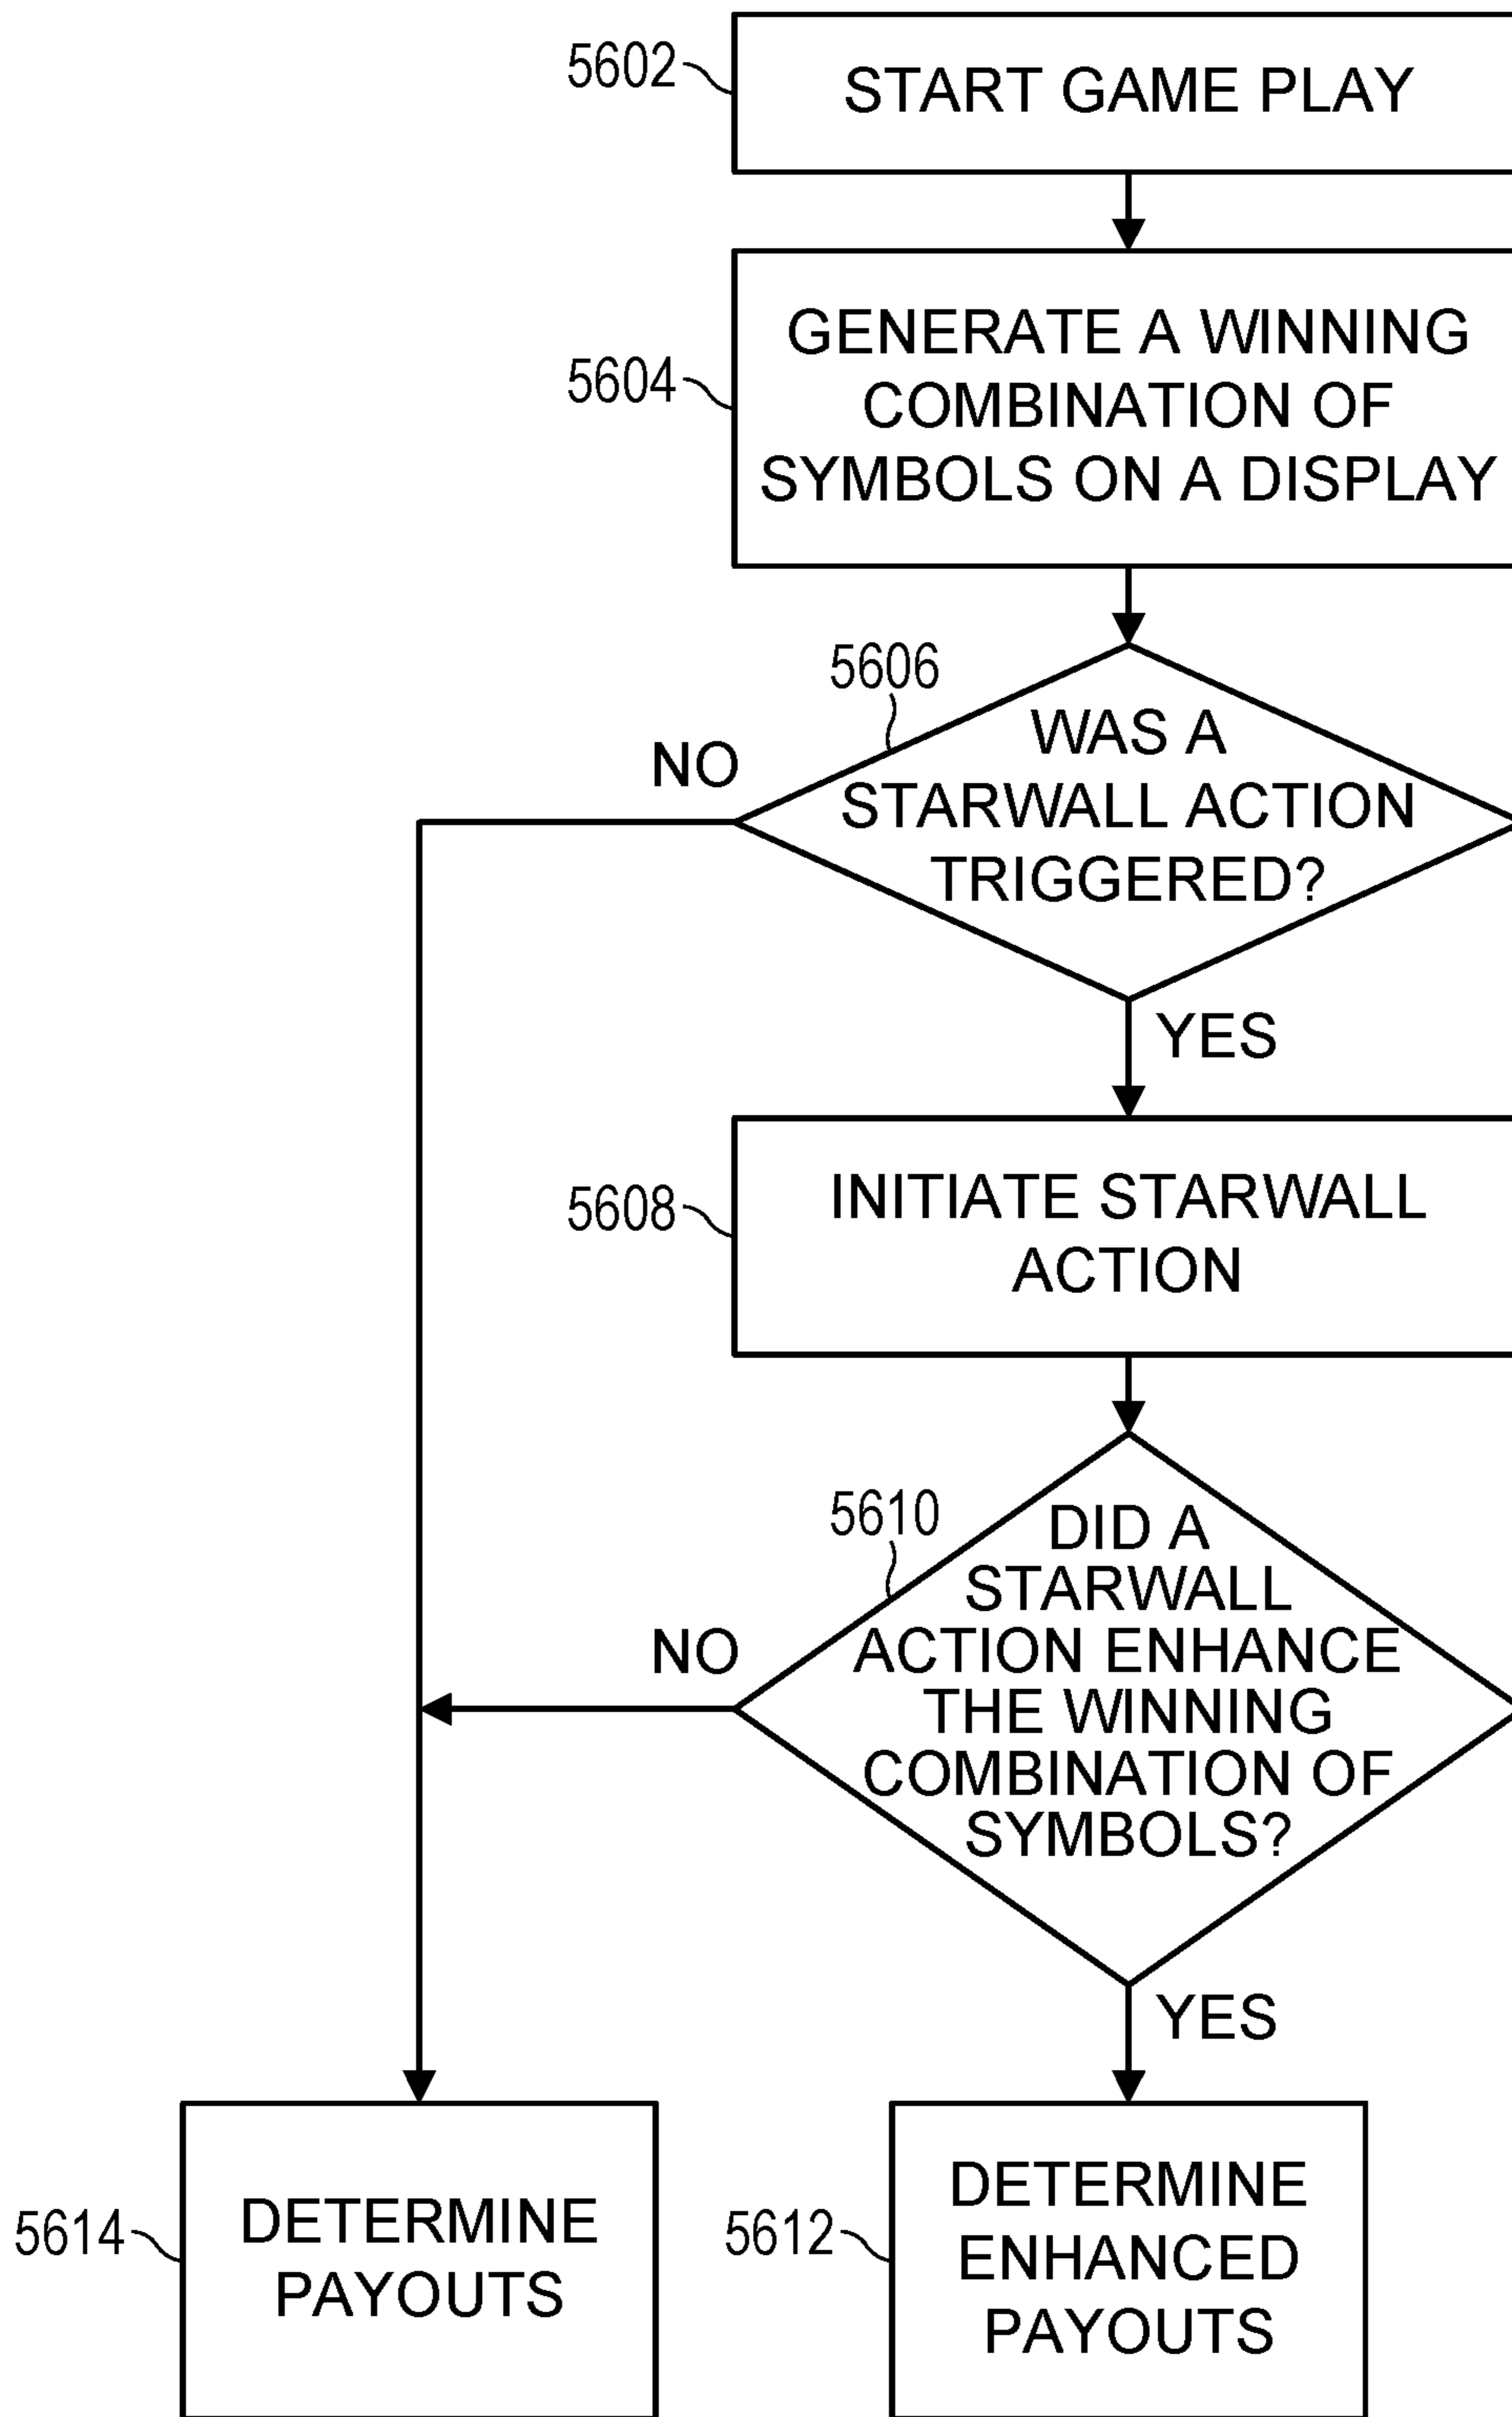 5602
START GAME PLAY
5604
GENERATE A WINNING
COMBINATION OF
SYMBOLS ON A DISPLAY
5606
WAS A
STARWALL ACTION
TRIGGERED?
NO
YES
5608
INITIATE STARWALL
ACTION
5610
DID A
STARWALL
ACTION ENHANCE
THE WINNING
COMBINATION OF
SYMBOLS?
NO
YES
5614
DETERMINE
PAYOUTS
5612
DETERMINE
ENHANCED
PAYOUTS